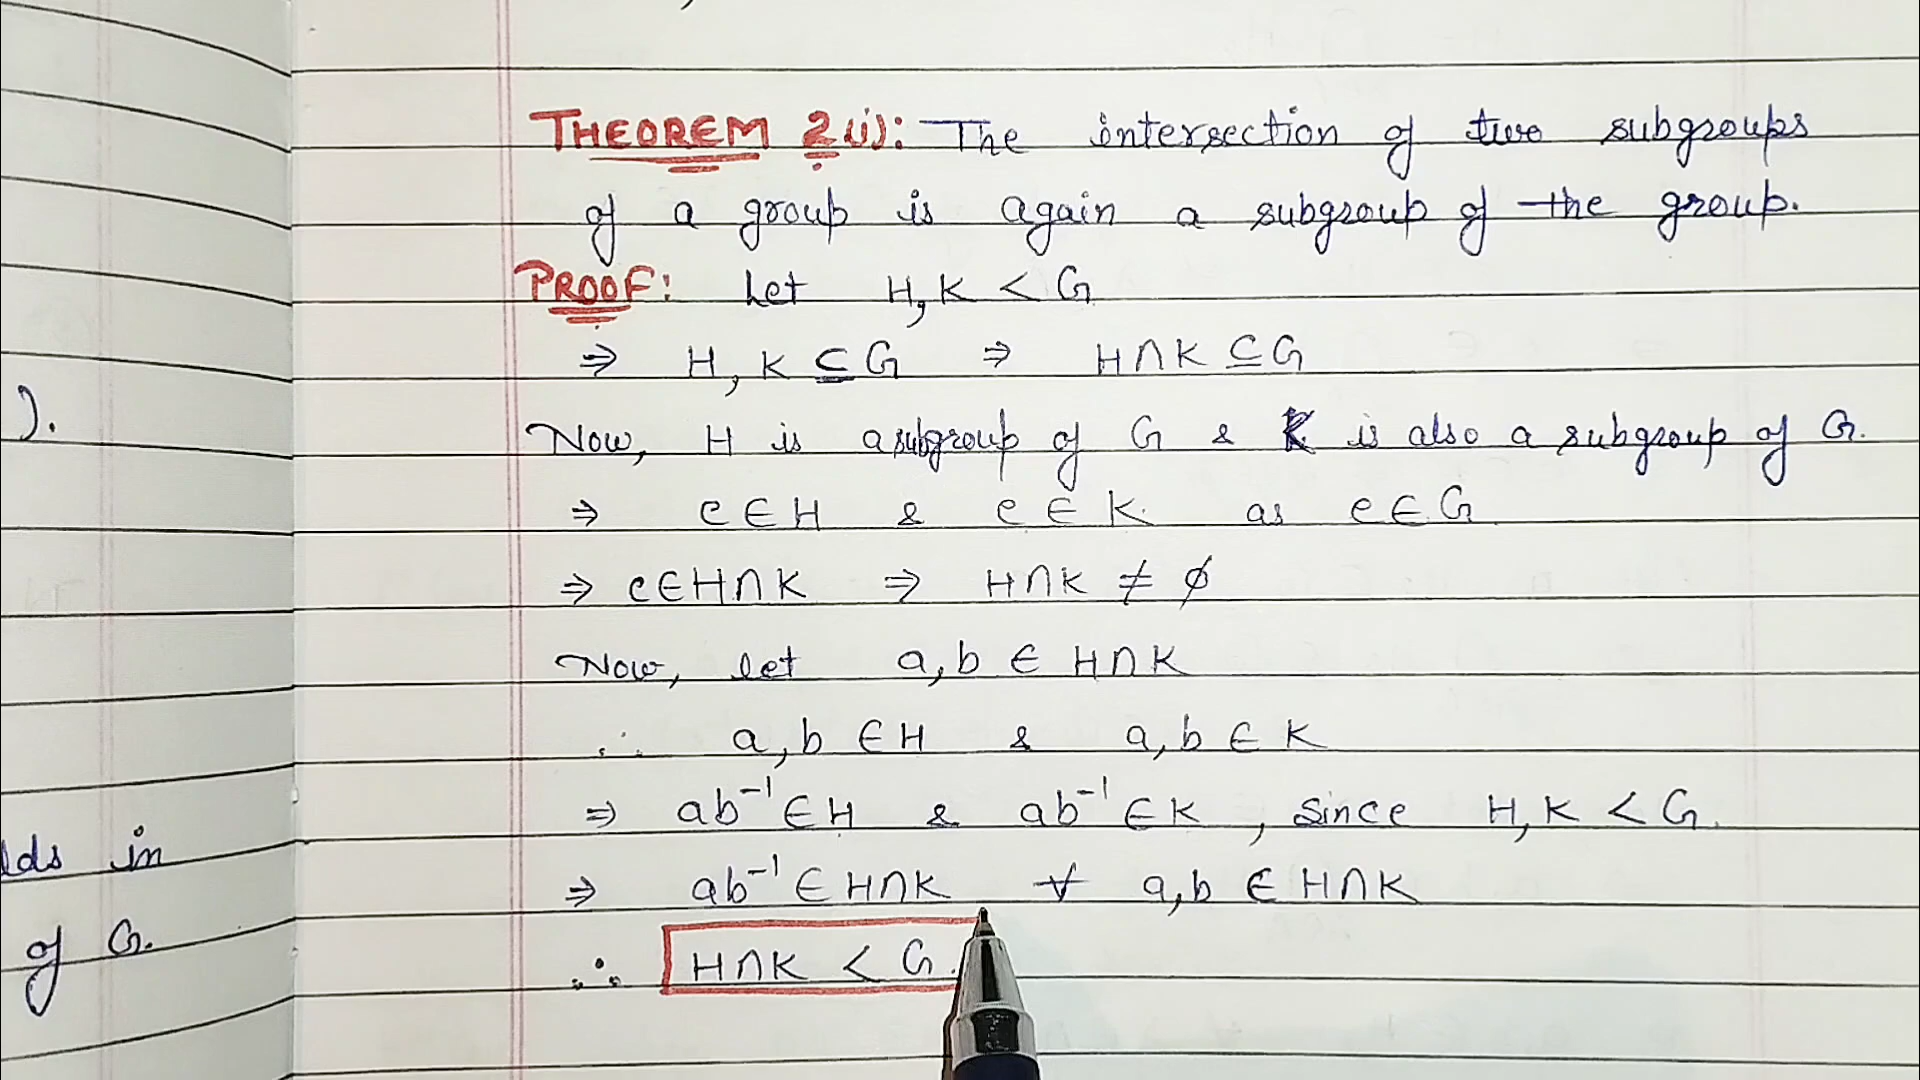 THEOREM 2(i): The intersection of two subgroups
of a group is again a subgroup of the group.
PROOF: Let H, K < G
⇒ H, K ⊆ G ⇒ H∩K ⊆ G
Now, H is a subgroup of G & K is also a subgroup of G.
⇒ e ∈ H & e ∈ K. as e ∈ G
⇒ e ∈ H∩K ⇒ H∩K ≠ ϕ
Now, let a, b ∈ H∩K
∴ a, b ∈ H & a, b ∈ K
⇒ ab⁻¹ ∈ H & ab⁻¹ ∈ K, since H, K < G.
⇒ ab⁻¹ ∈ H∩K ∀ a, b ∈ H∩K
∴ H∩K < G.
).
in
of G.